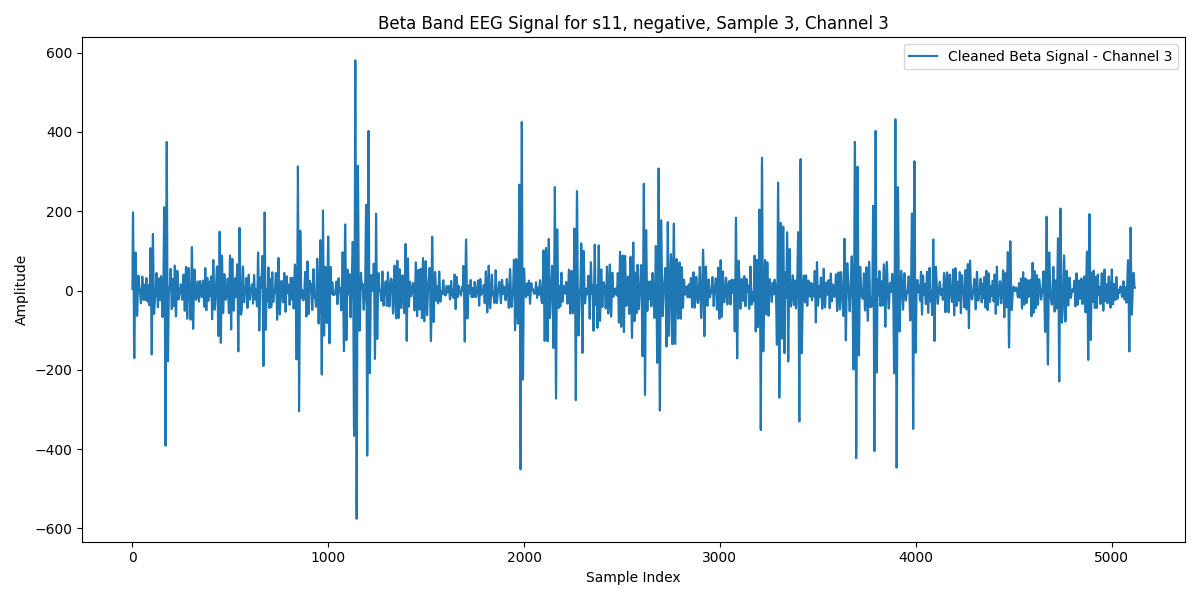 Beta Band EEG Signal for s11, negative, Sample 3, Channel 3
Cleaned Beta Signal - Channel 3
Amplitude
600
400
200
0
−200
−400
−600
0 1000 2000 3000 4000 5000
Sample Index